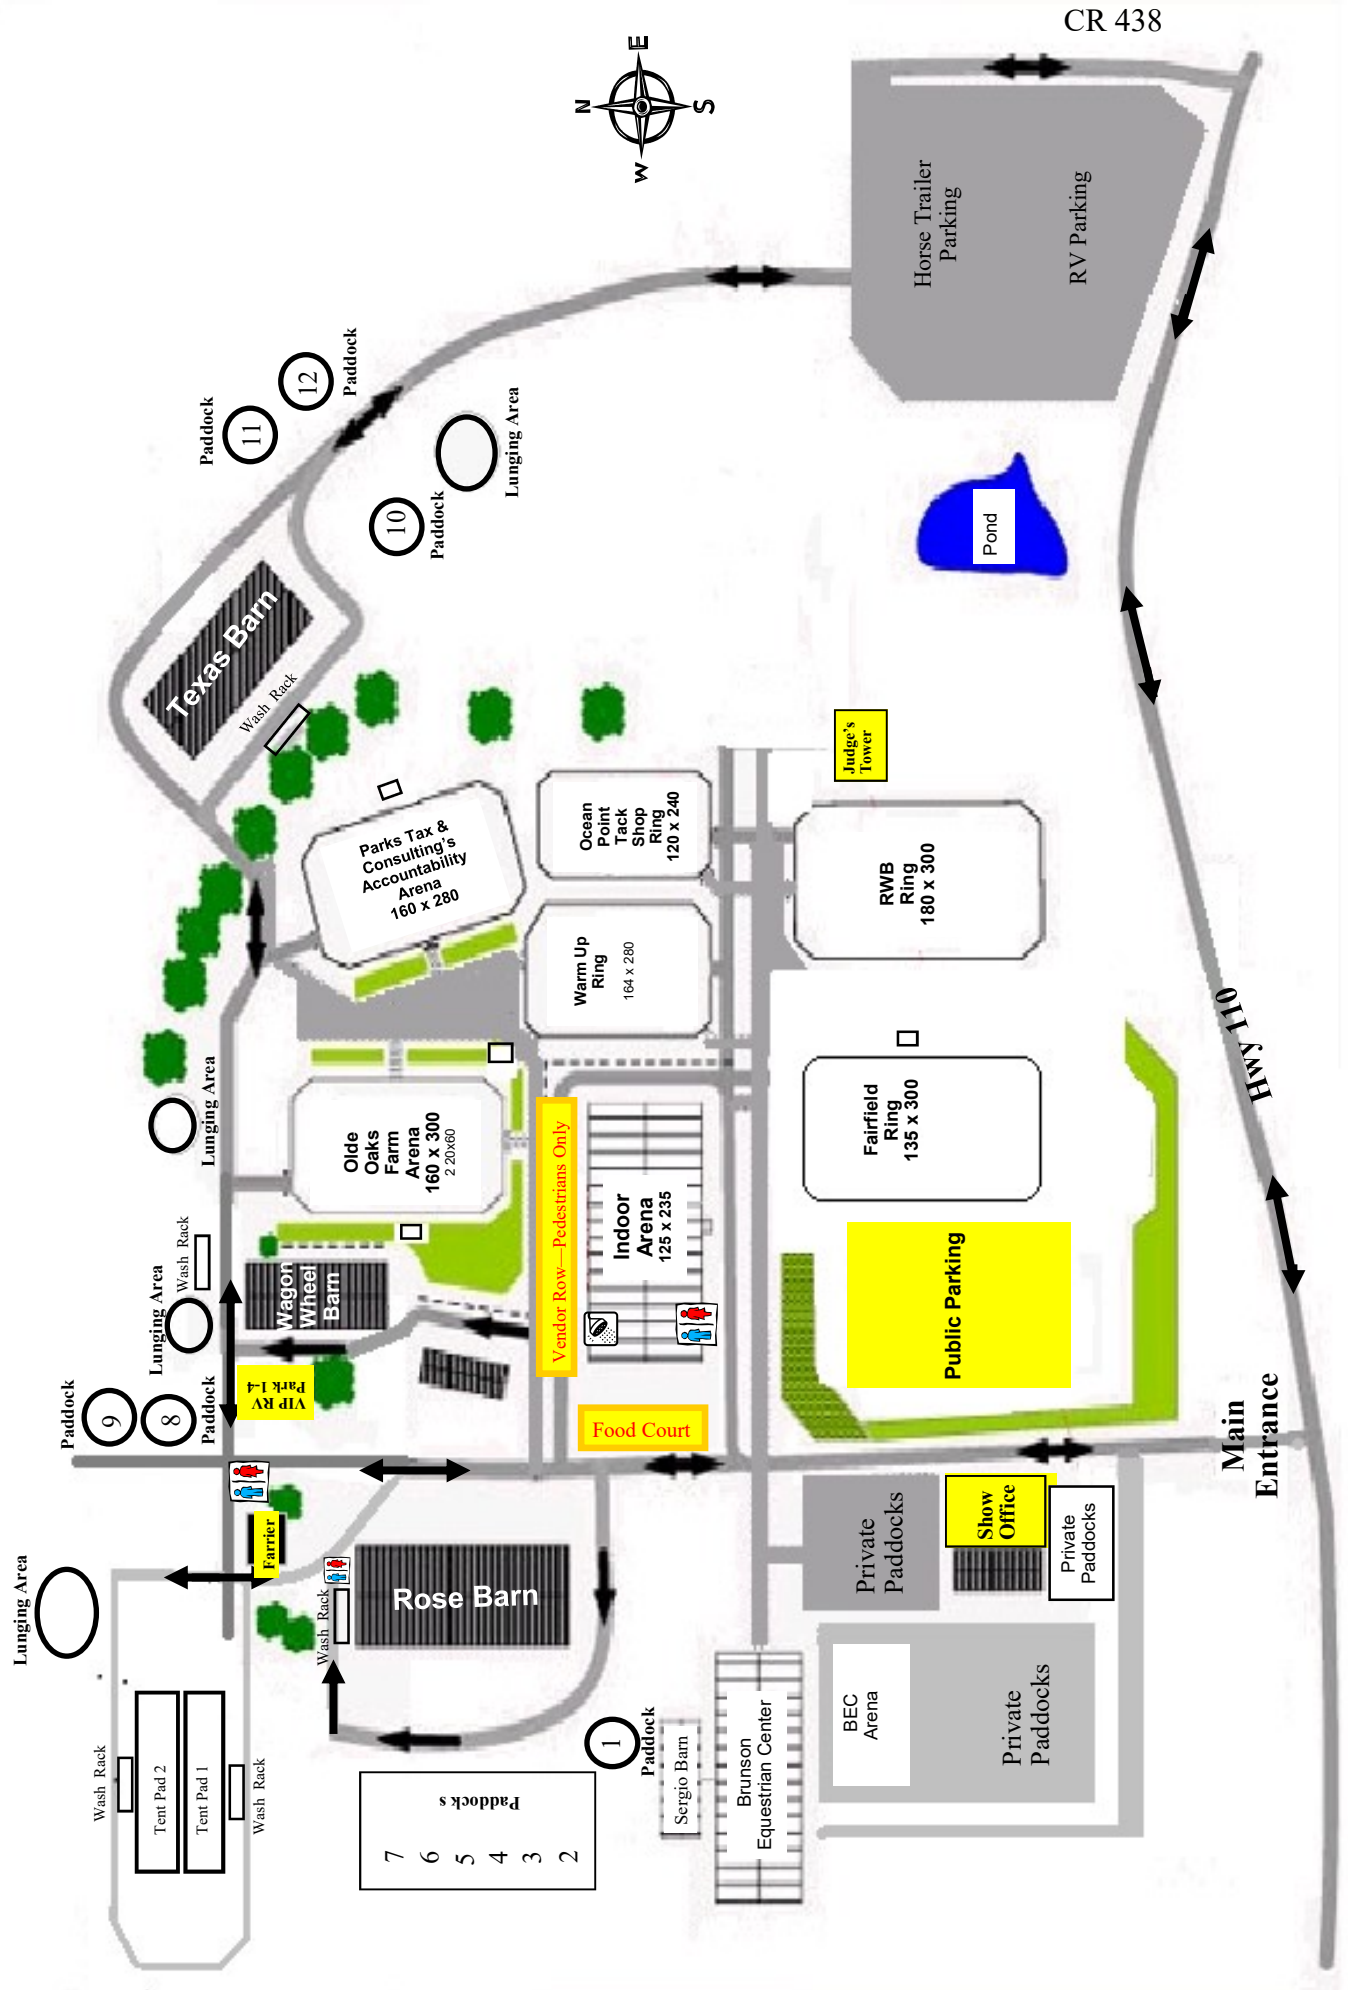 CR 438
E
N
S
W
Horse Trailer
Parking
RV Parking
12
Paddock
Paddock
11
Lunging Area
10
Paddock
Pond
Texas Barn
Wash Rack
Judge's
Tower
Parks Tax &
Consulting's
Accountability
Arena
160 x 280
Ocean
Point
Tack
Shop
Ring
120 x 240
RWB
Ring
180 x 300
Warm Up
Ring
164 x 280
Hwy 110
Lunging Area
Olde
Oaks
Farm
Arena
160 x 300
2 20x60
Vendor Row—Pedestrians Only
Fairfield
Ring
135 x 300
Indoor
Arena
125 x 235
Wash Rack
Wagon
Wheel
Barn
Lunging Area
Public Parking
VIP RV
Park 1-4
Paddock
9
8
Paddock
Food Court
Main
Entrance
Farrier
Show
Office
Private
Paddocks
Private
Paddocks
Lunging Area
Rose Barn
Wash Rack
BEC
Arena
Private
Paddocks
1
Paddock
Sergio Barn
Brunson
Equestrian Center
Wash Rack
Tent Pad 2
Tent Pad 1
Wash Rack
Paddock s
7
6
5
4
3
2